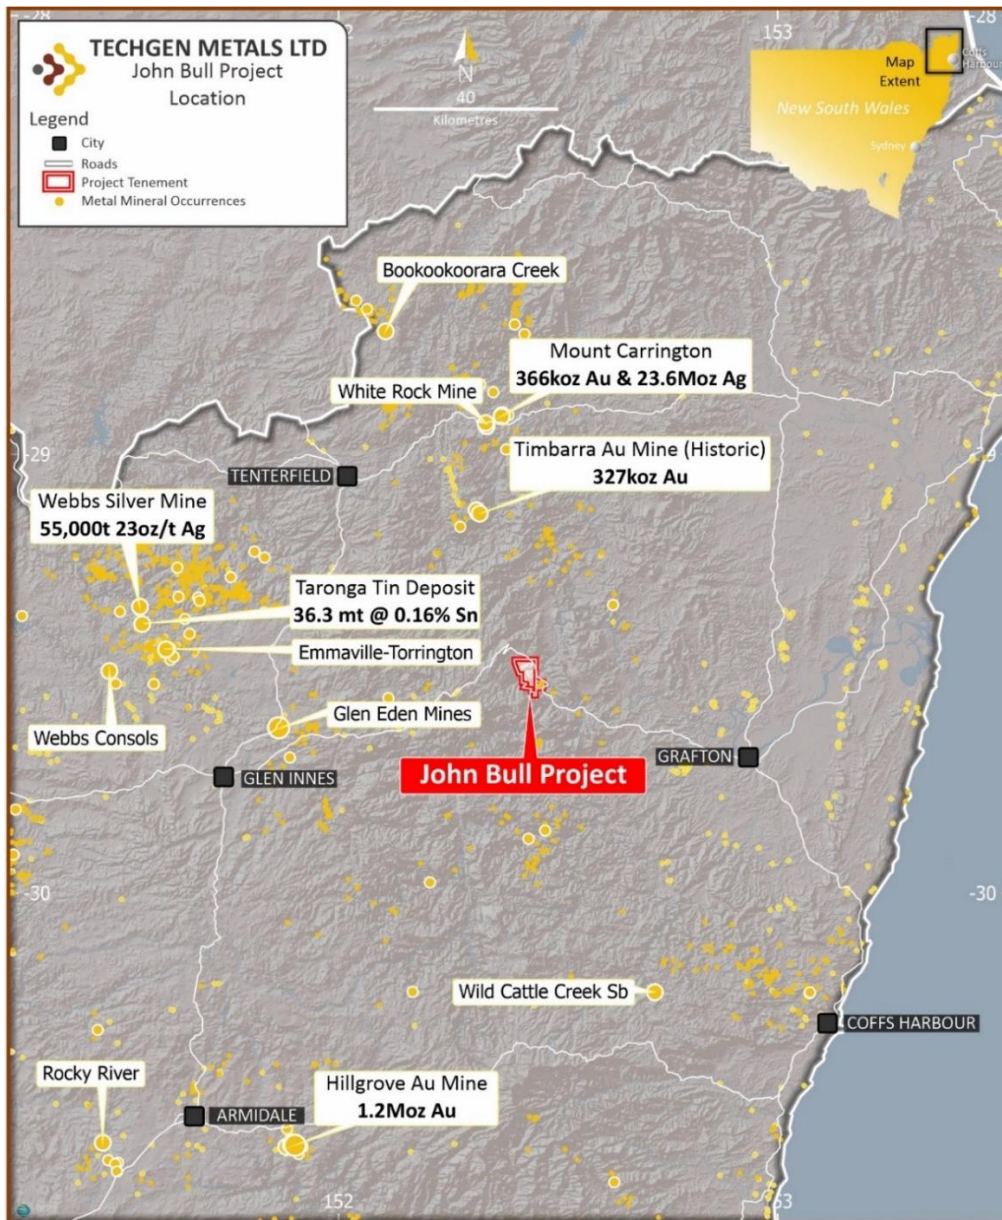 TECHGEN METALS LTD
John Bull Project
Location
Legend
City
Roads
Project Tenement
Metal Mineral Occurrences
N
40
Kilometres
153
-28
Map
Extent
Coffs
Harbour
New South Wales
Sydney
Bookookoorara Creek
Mount Carrington
366koz Au & 23.6Moz Ag
White Rock Mine
-29
-29
Timbarra Au Mine (Historic)
327koz Au
TENTERFIELD
Webbs Silver Mine
55,000t 23oz/t Ag
Taronga Tin Deposit
36.3 mt @ 0.16% Sn
Emmaville-Torrington
Glen Eden Mines
Webbs Consols
John Bull Project
GRAFTON
GLEN INNES
-30
-30
Wild Cattle Creek Sb
COFFS HARBOUR
Rocky River
Hillgrove Au Mine
1.2Moz Au
ARMIDALE
152
153